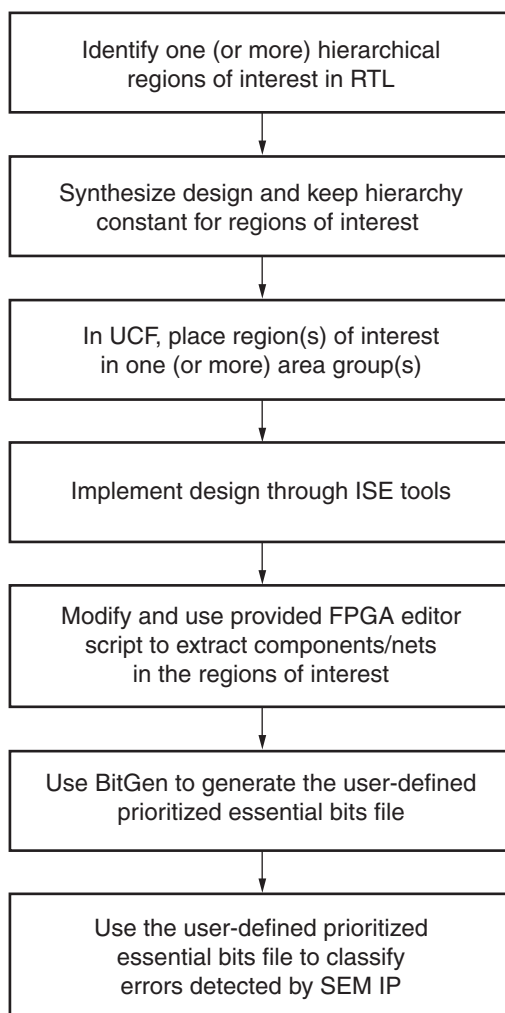 Identify one (or more) hierarchical
regions of interest in RTL
Synthesize design and keep hierarchy
constant for regions of interest
In UCF, place region(s) of interest
in one (or more) area group(s)
Implement design through ISE tools
Modify and use provided FPGA editor
script to extract components/nets
in the regions of interest
Use BitGen to generate the user-defined
prioritized essential bits file
Use the user-defined prioritized
essential bits file to classify
errors detected by SEM IP